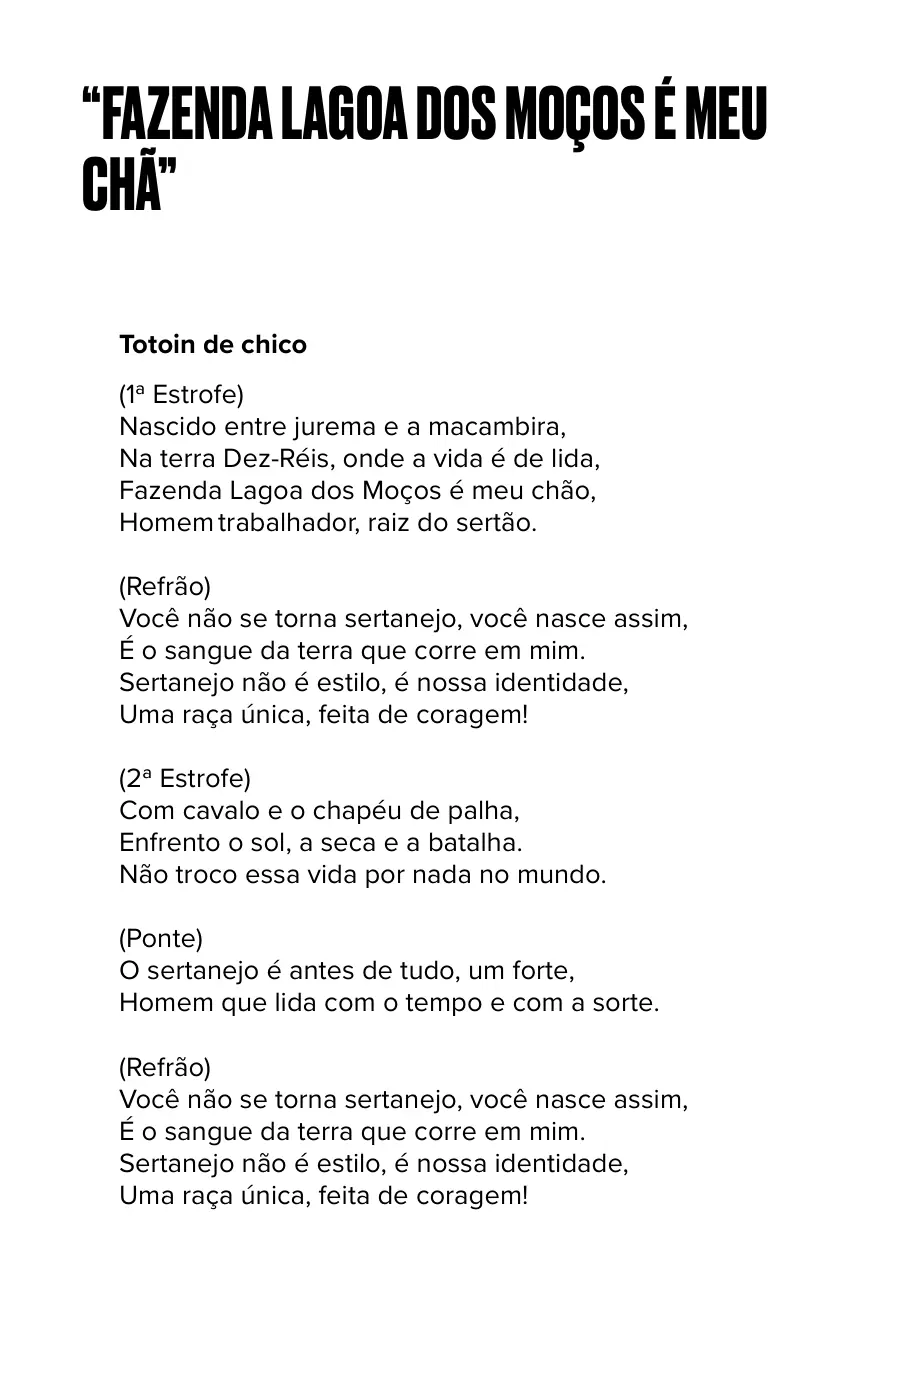 “FAZENDA LAGOA DOS MOÇOS É MEU
CHÔ
Totoin de chico
(1ª Estrofe)
Nascido entre jurema e a macambira,
Na terra Dez-Réis, onde a vida é de lida,
Fazenda Lagoa dos Moços é meu chão,
Homem trabalhador, raiz do sertão.
(Refrão)
Você não se torna sertanejo, você nasce assim,
É o sangue da terra que corre em mim.
Sertanejo não é estilo, é nossa identidade,
Uma raça única, feita de coragem!
(2ª Estrofe)
Com cavalo e o chapéu de palha,
Enfrento o sol, a seca e a batalha.
Não troco essa vida por nada no mundo.
(Ponte)
O sertanejo é antes de tudo, um forte,
Homem que lida com o tempo e com a sorte.
(Refrão)
Você não se torna sertanejo, você nasce assim,
É o sangue da terra que corre em mim.
Sertanejo não é estilo, é nossa identidade,
Uma raça única, feita de coragem!